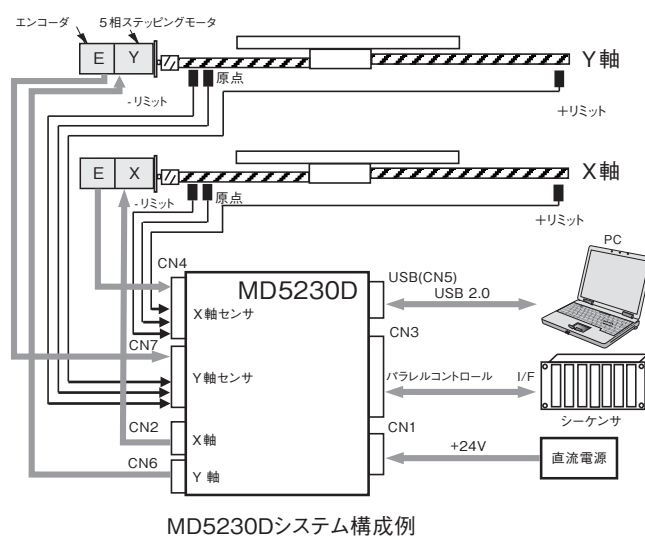 エンコーダ
5相ステッピングモータ
E
Y
原点
-リミット
Y軸
+リミット
E
X
原点
-リミット
X軸
+リミット
CN4
MD5230D
X軸センサ
CN7
Y軸センサ
CN2
X軸
CN6
Y 軸
USB(CN5)
USB 2.0
PC
CN3
パラレルコントロール
I/F
シーケンサ
CN1
+24V
直流電源
MD5230Dシステム構成例